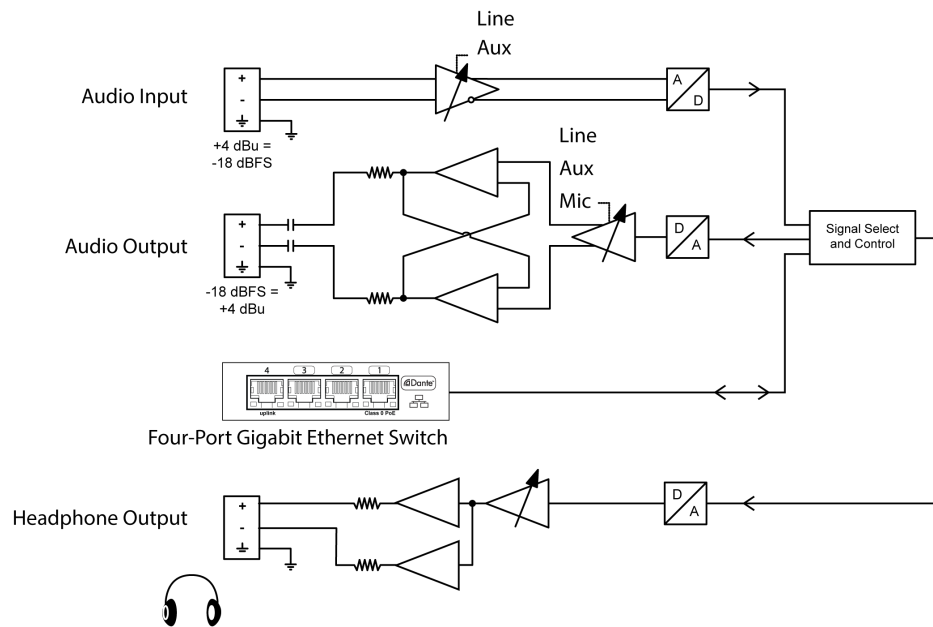 Line
Aux
Audio Input
+
-
+4 dBu =
-18 dBFS
A
D
Line
Aux
Mic
Audio Output
+
-
-18 dBFS =
+4 dBu
D
A
Signal Select
and Control
4 3 2 1
Dante®
uplink
Class 0 PoE
Four-Port Gigabit Ethernet Switch
Headphone Output
+
-
D
A